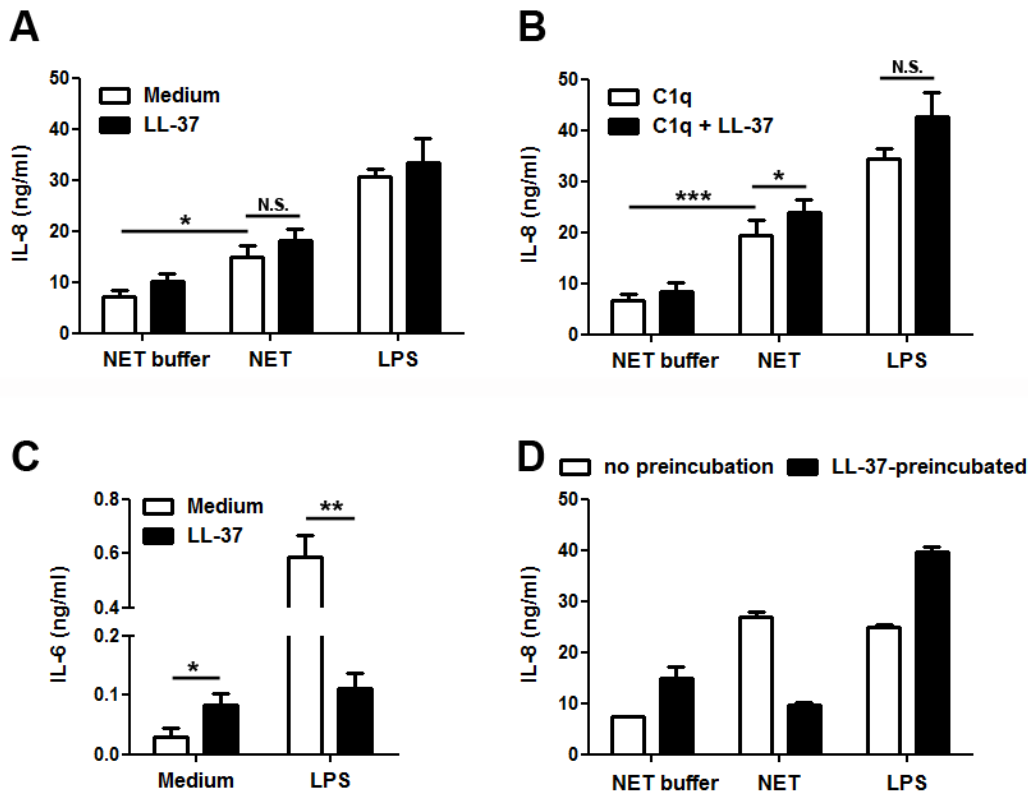 A
IL-8 (ng/ml)
50
40
30
20
10
0
Medium
LL-37
*
N.S.
NET buffer NET LPS
B
IL-8 (ng/ml)
50
40
30
20
10
0
C1q
C1q + LL-37
***
*
N.S.
NET buffer NET LPS
C
IL-6 (ng/ml)
0.8
0.6
0.4
0.2
0.1
0.0
Medium
LL-37
*
**
Medium LPS
D
no preincubation LL-37-preincubated
IL-8 (ng/ml)
50
40
30
20
10
0
NET buffer NET LPS